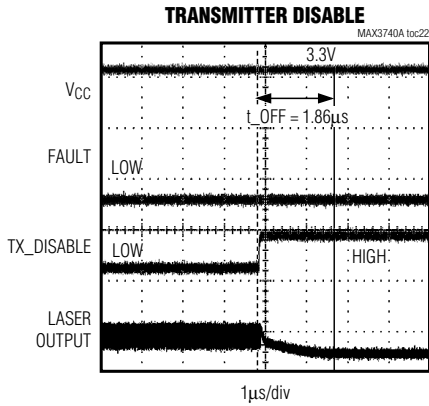 TRANSMITTER DISABLE
MAX3740A toc22
3.3V
VCC
t_OFF = 1.86µs
FAULT
LOW
TX_DISABLE
LOW
HIGH
LASER
OUTPUT
1µs/div